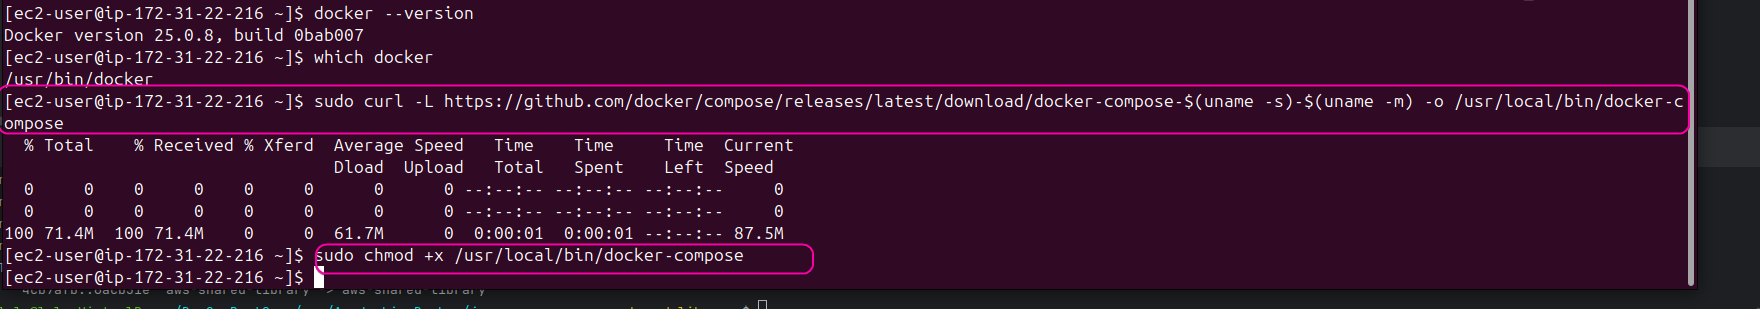 [ec2-user@ip-172-31-22-216 ~]$ docker --version
Docker version 25.0.8, build 0bab007
[ec2-user@ip-172-31-22-216 ~]$ which docker
/usr/bin/docker
[ec2-user@ip-172-31-22-216 ~]$ sudo curl -L https://github.com/docker/compose/releases/latest/download/docker-compose-$(uname -s)-$(uname -m) -o /usr/local/bin/docker-c
ompose
  % Total    % Received % Xferd  Average Speed   Time    Time     Time  Current
                                 Dload  Upload   Total   Spent    Left  Speed
  0     0    0     0    0     0      0      0 --:--:-- --:--:-- --:--:--     0
  0     0    0     0    0     0      0      0 --:--:-- --:--:-- --:--:--     0
100 71.4M  100 71.4M    0     0  61.7M      0  0:00:01  0:00:01 --:--:-- 87.5M
[ec2-user@ip-172-31-22-216 ~]$ sudo chmod +x /usr/local/bin/docker-compose
[ec2-user@ip-172-31-22-216 ~]$